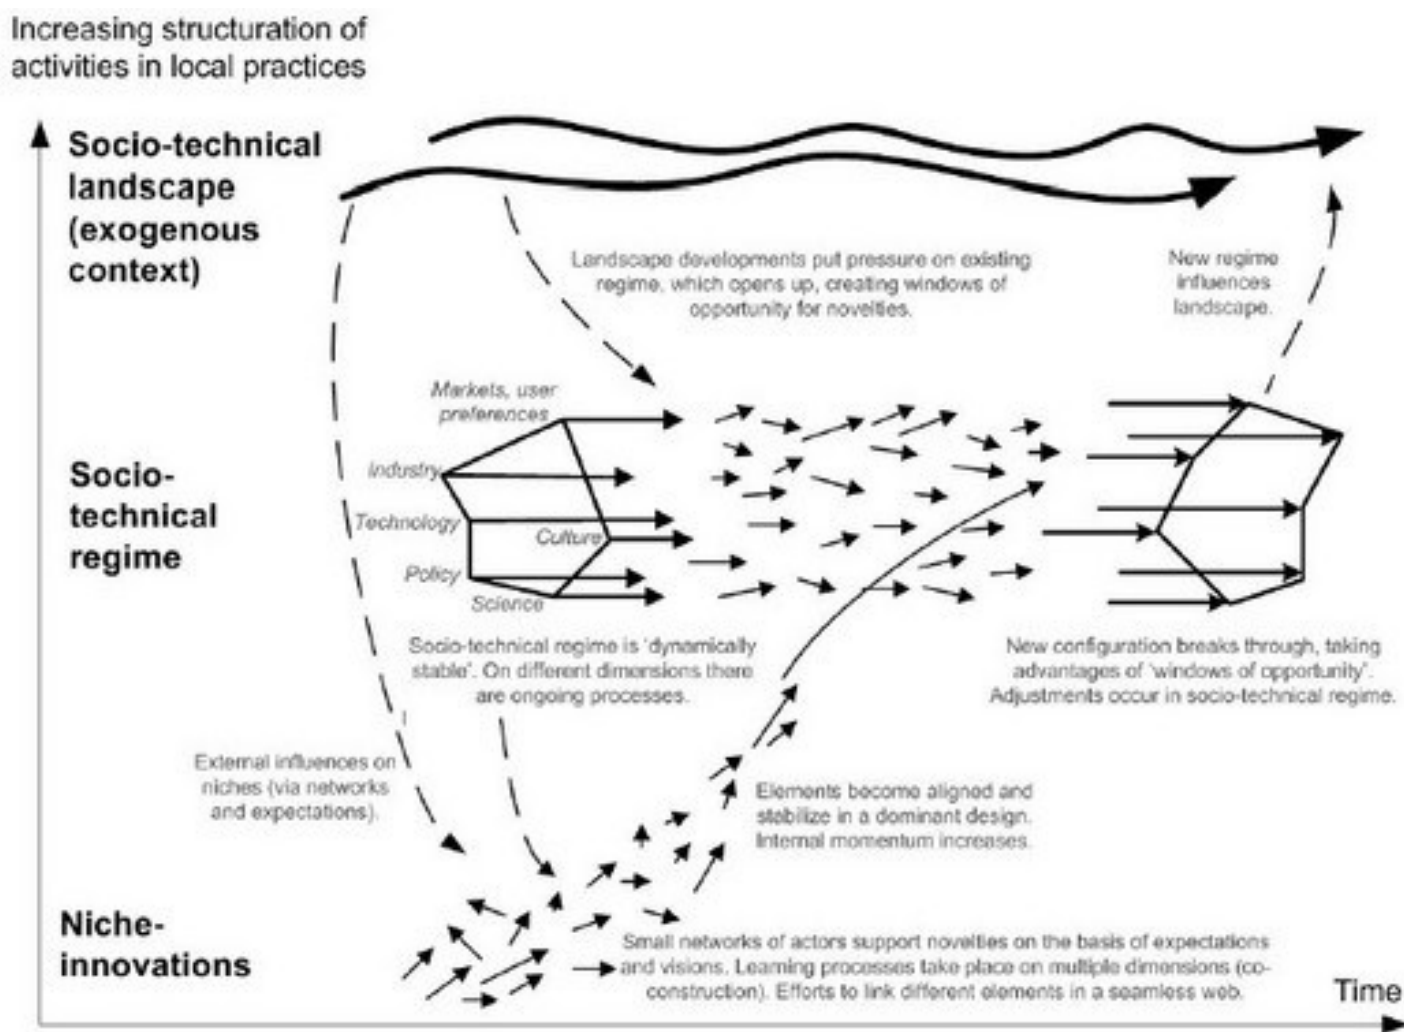 Increasing structuration of
activities in local practices
Socio-technical
landscape
(exogenous
context)
Landscape developments put pressure on existing
regime, which opens up, creating windows of
opportunity for novelties.
New regime
influences
landscape.
Markets, user
preferences
Industry
Socio-
technical
regime
Technology
Culture
Policy
Science
Socio-technical regime is ‘dynamically
stable’. On different dimensions there
are ongoing processes.
New configuration breaks through, taking
advantages of ‘windows of opportunity’.
Adjustments occur in socio-technical regime.
External influences on
niches (via networks
and expectations).
Elements become aligned and
stabilize in a dominant design.
Internal momentum increases.
Niche-
innovations
Small networks of actors support novelties on the basis of expectations
and visions. Learning processes take place on multiple dimensions (co-
construction). Efforts to link different elements in a seamless web.
Time